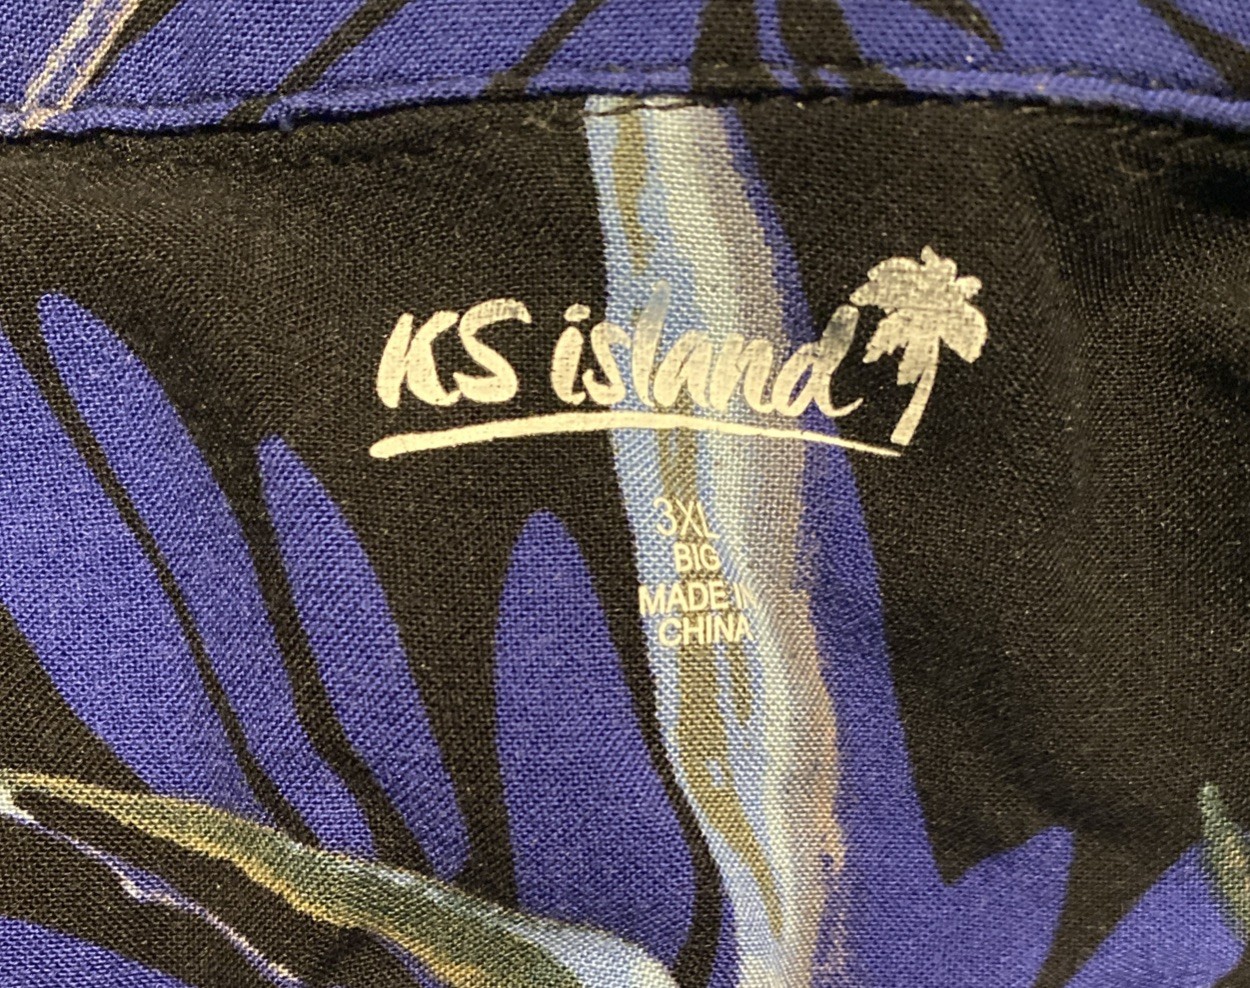 KS island
3XL
BIG
MADE IN
CHINA